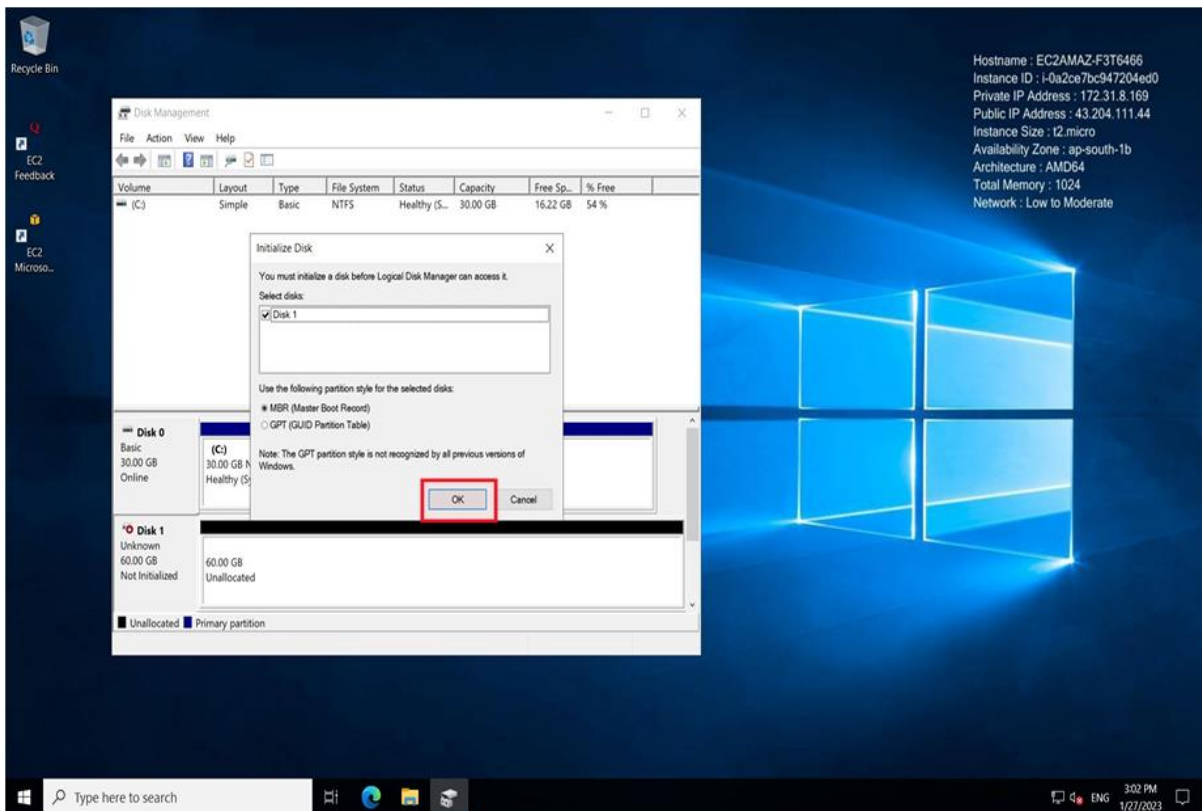 Recycle Bin
EC2
Feedback
EC2
Microso...
Hostname : EC2AMAZ-F3T6466
Instance ID : i-0a2ce7bc947204ed0
Private IP Address : 172.31.8.169
Public IP Address : 43.204.111.44
Instance Size : t2.micro
Availability Zone : ap-south-1b
Architecture : AMD64
Total Memory : 1024
Network : Low to Moderate
Disk Management
File Action View Help
Volume Layout Type File System Status Capacity Free Sp... % Free
(C:) Simple Basic NTFS Healthy (S... 30.00 GB 16.22 GB 54 %
Initialize Disk
You must initialize a disk before Logical Disk Manager can access it.
Select disks:
Disk 1
Use the following partition style for the selected disks:
MBR (Master Boot Record)
GPT (GUID Partition Table)
Note: The GPT partition style is not recognized by all previous versions of
Windows.
OK Cancel
Disk 0
Basic
30.00 GB
Online
(C:)
30.00 GB N
Healthy (Sy
Disk 1
Unknown
60.00 GB
Not Initialized
60.00 GB
Unallocated
Unallocated Primary partition
Type here to search
ENG
3:02 PM
1/27/2023